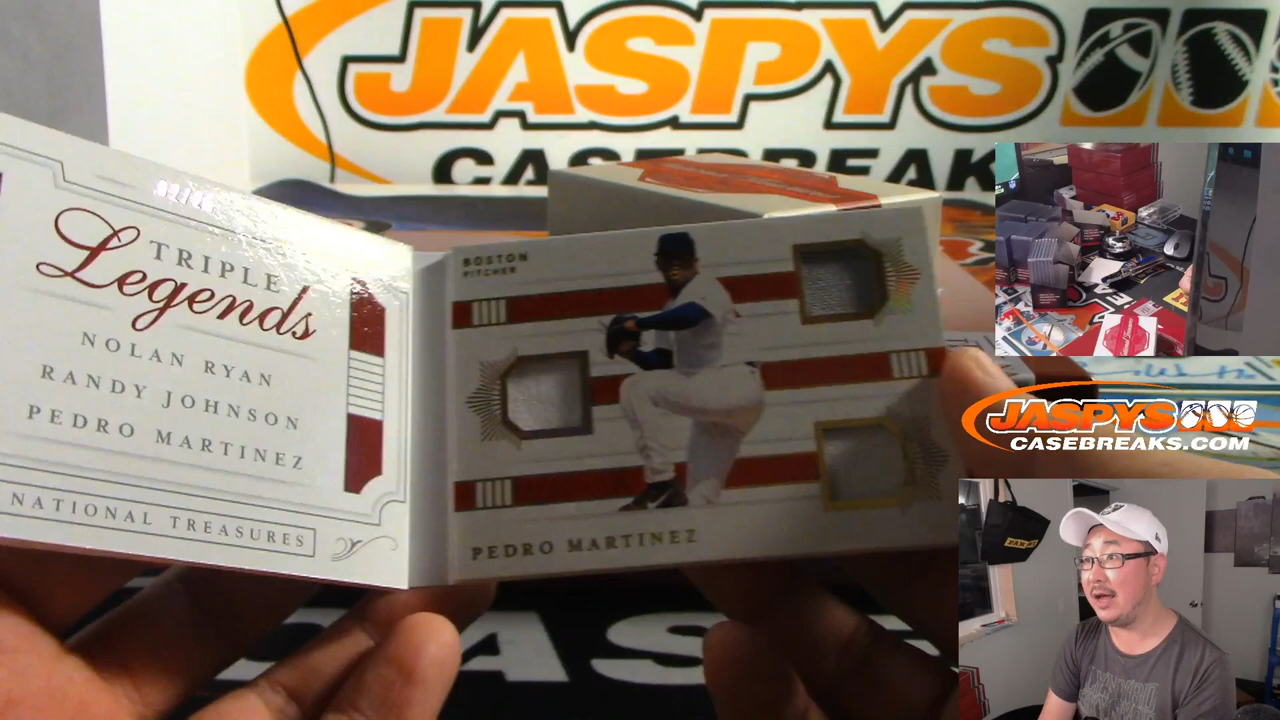 JASPYS
CASEBREAK
TRIPLE
Legends
NOLAN RYAN
RANDY JOHNSON
PEDRO MARTINEZ
NATIONAL TREASURES
BOSTON
PITCHER
PEDRO MARTINEZ
JASPYS
CASEBREAKS.COM